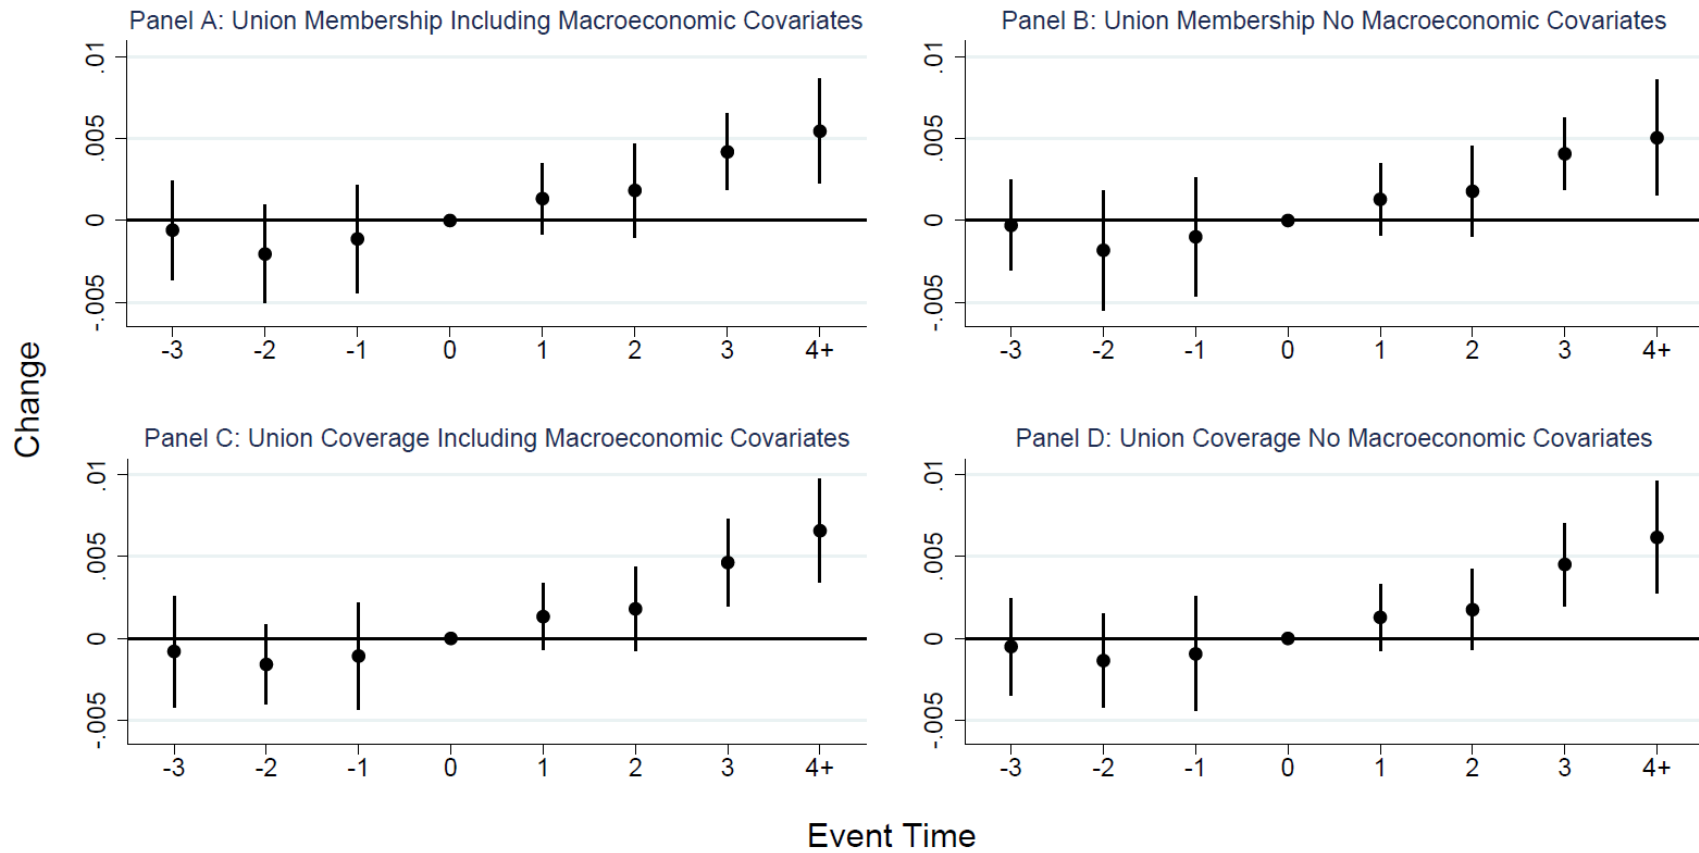 Panel A: Union Membership Including Macroeconomic Covariates
.01
.005
0
-.005
-3 -2 -1 0 1 2 3 4+
Panel B: Union Membership No Macroeconomic Covariates
.01
.005
0
-.005
-3 -2 -1 0 1 2 3 4+
Change
Panel C: Union Coverage Including Macroeconomic Covariates
.01
.005
0
-.005
-3 -2 -1 0 1 2 3 4+
Panel D: Union Coverage No Macroeconomic Covariates
.01
.005
0
-.005
-3 -2 -1 0 1 2 3 4+
Event Time